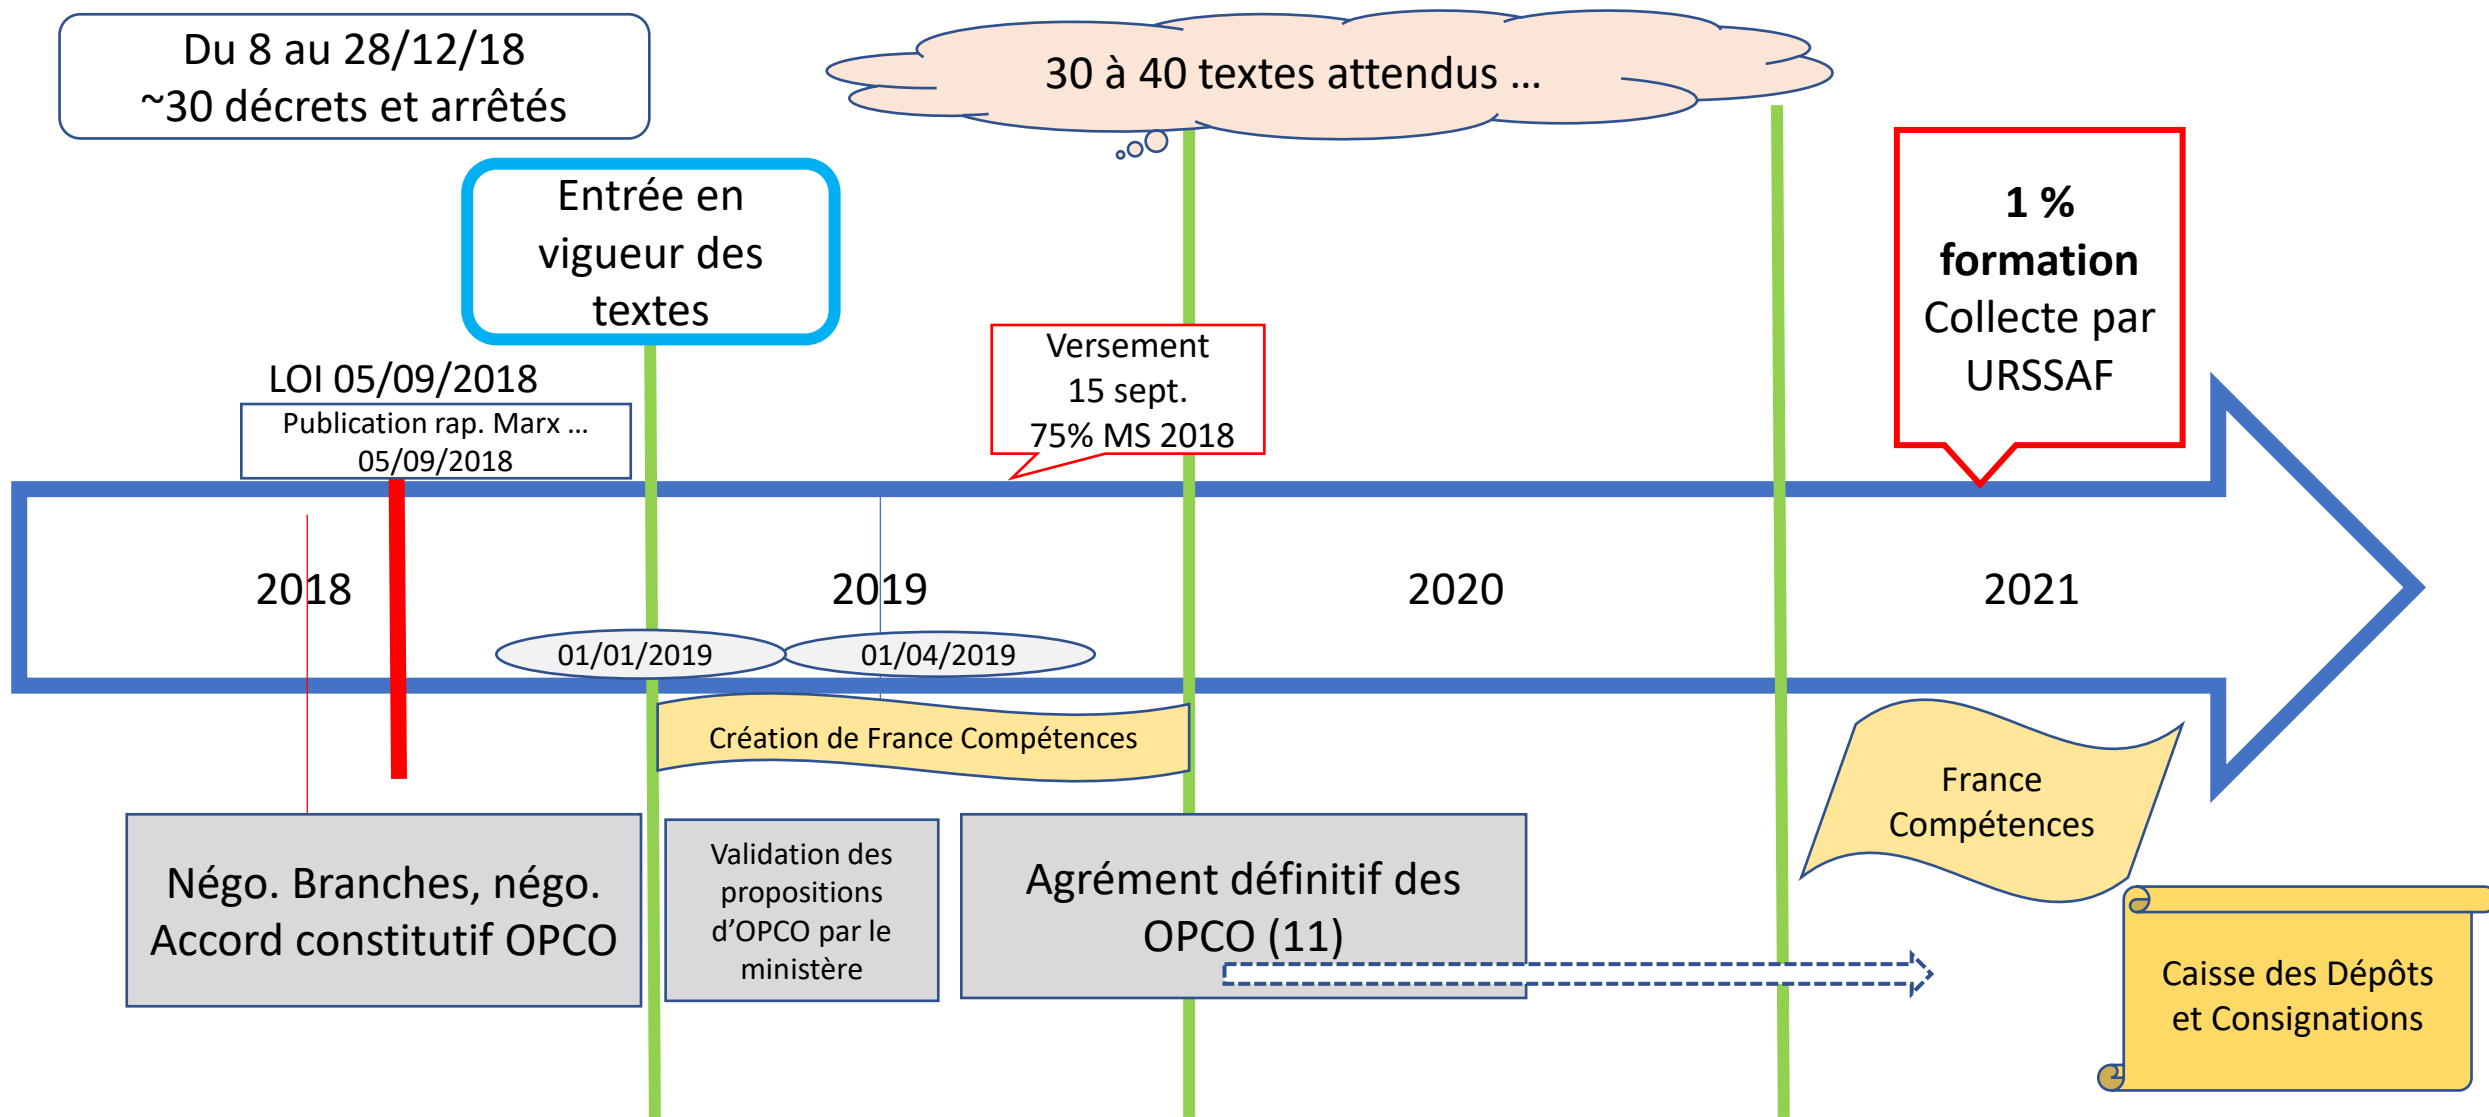 Du 8 au 28/12/18
~30 décrets et arrêtés
30 à 40 textes attendus ...
Entrée en
vigueur des
textes
1 %
formation
Collecte par
URSSAF
LOI 05/09/2018
Publication rap. Marx ...
05/09/2018
Versement
15 sept.
75% MS 2018
2018
2019
2020
2021
01/01/2019
01/04/2019
Création de France Compétences
France
Compétences
Négo. Branches, négo.
Accord constitutif OPCO
Validation des
propositions
d’OPCO par le
ministère
Agrément définitif des
OPCO (11)
Caisse des Dépôts
et Consignations